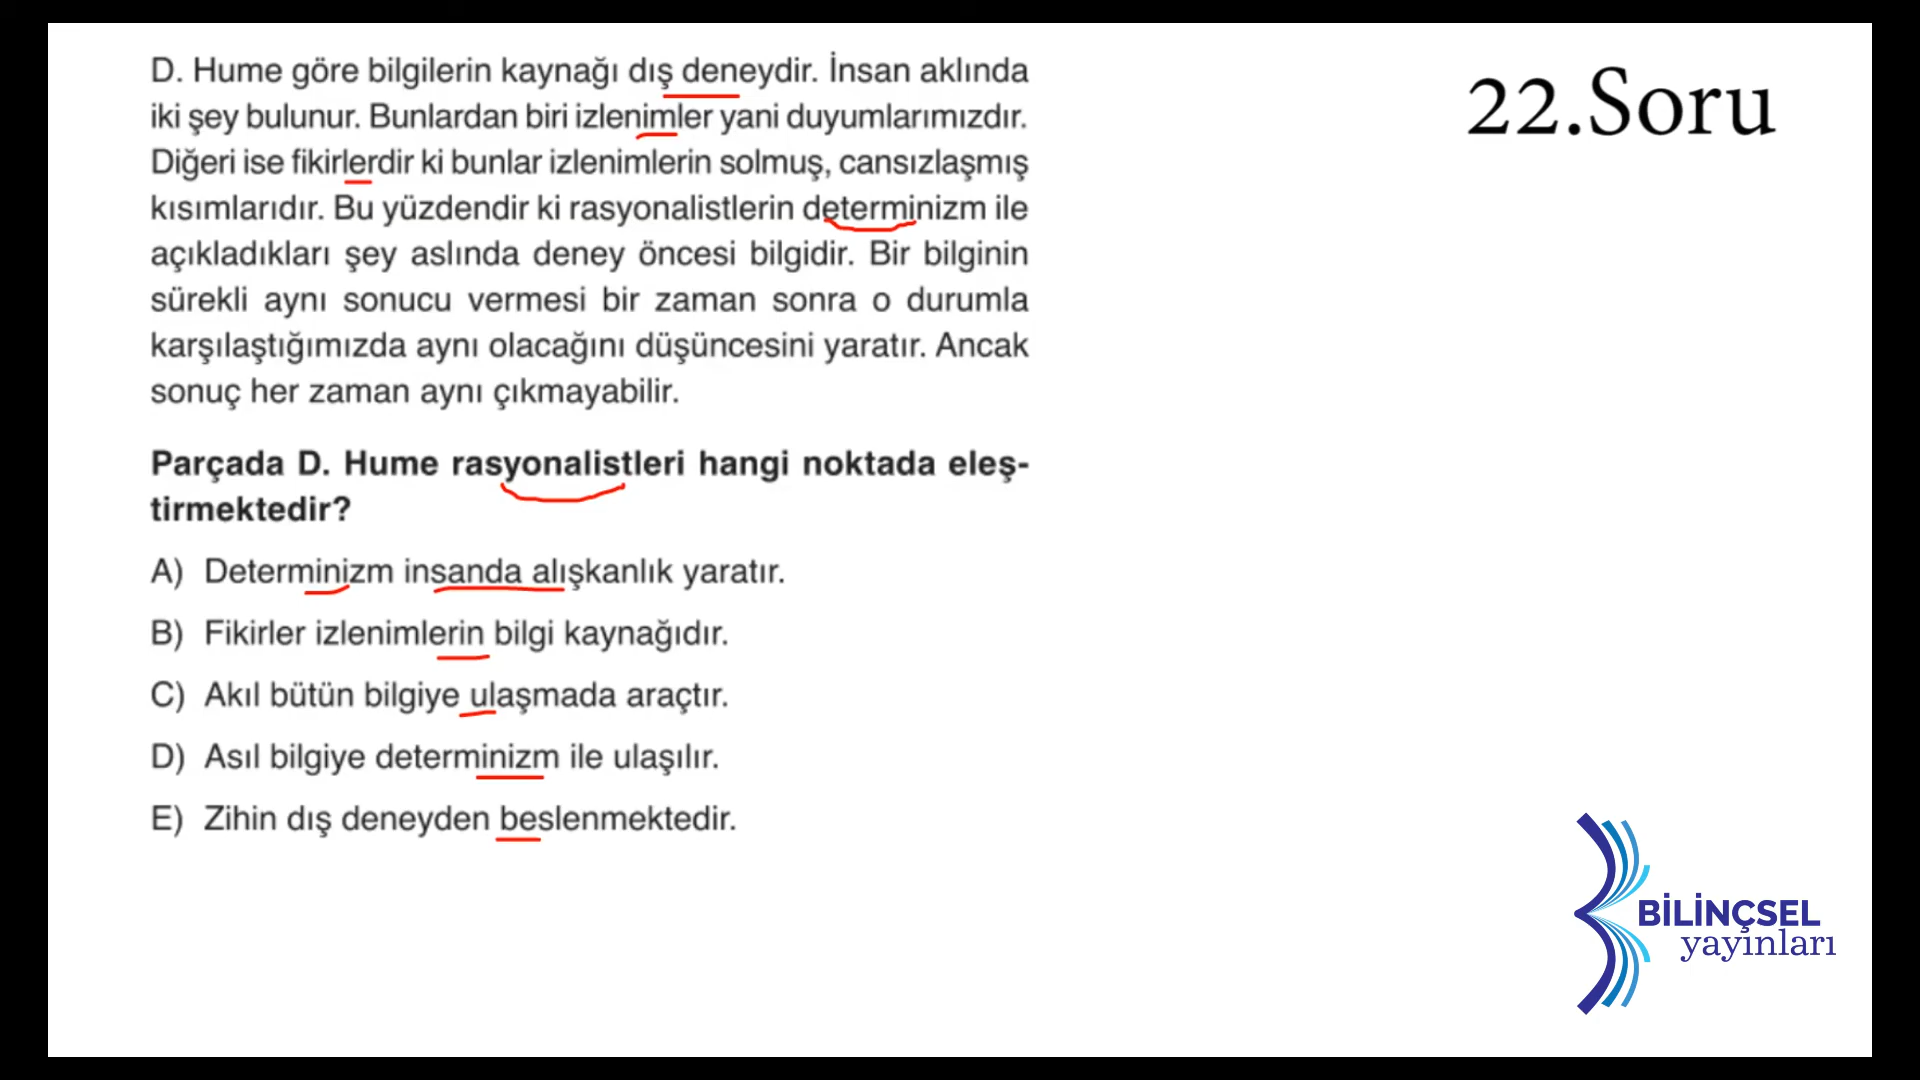 D. Hume göre bilgilerin kaynağı dış deneydir. İnsan aklında
iki şey bulunur. Bunlardan biri izlenimler yani duyumlarımızdır.
Diğeri ise fikirlerdir ki bunlar izlenimlerin solmuş, cansızlaşmış
kısımlarıdır. Bu yüzdendir ki rasyonalistlerin determinizm ile
açıkladıkları şey aslında deney öncesi bilgidir. Bir bilginin
sürekli aynı sonucu vermesi bir zaman sonra o durumla
karşılaştığımızda aynı olacağını düşüncesini yaratır. Ancak
sonuç her zaman aynı çıkmayabilir.
Parçada D. Hume rasyonalistleri hangi noktada eleş-
tirmektedir?
A) Determinizm insanda alışkanlık yaratır.
B) Fikirler izlenimlerin bilgi kaynağıdır.
C) Akıl bütün bilgiye ulaşmada araçtır.
D) Asıl bilgiye determinizm ile ulaşılır.
E) Zihin dış deneyden beslenmektedir.
22.Soru
BİLİNÇSEL
yayınları